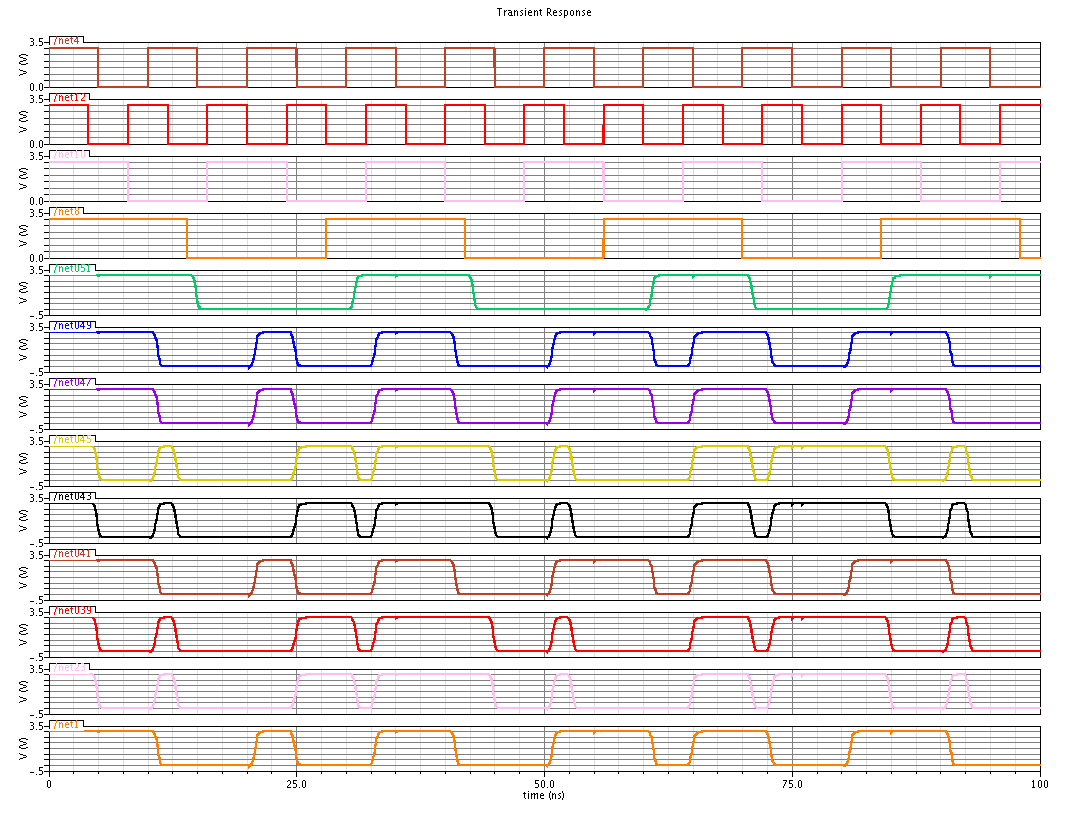 Transient Response
/net4
3.5
V (V)
0.0
/net12
3.5
V (V)
0.0
/net10
3.5
V (V)
0.0
/net8
3.5
V (V)
0.0
/net051
3.5
V (V)
-.5
/net049
3.5
V (V)
-.5
/net047
3.5
V (V)
-.5
/net045
3.5
V (V)
-.5
/net043
3.5
V (V)
-.5
/net041
3.5
V (V)
-.5
/net039
3.5
V (V)
-.5
3.5
V (V)
-.5
/net1
3.5
V (V)
-.5
0 25.0 50.0 75.0 100
time (ns)